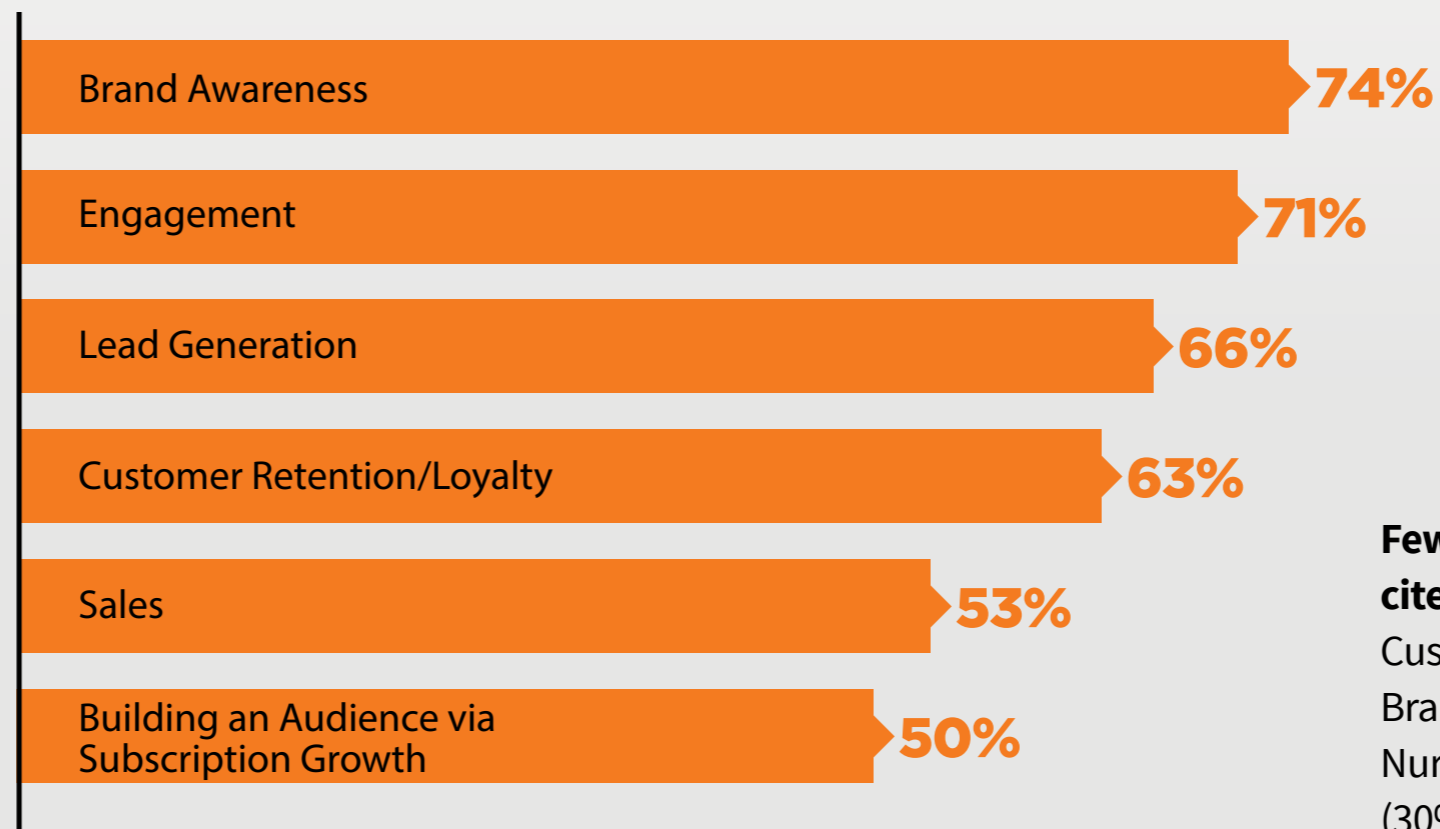 Brand Awareness 74%
Engagement 71%
Lead Generation 66%
Customer Retention/Loyalty 63%
Sales 53%
Building an Audience via
Subscription Growth 50%